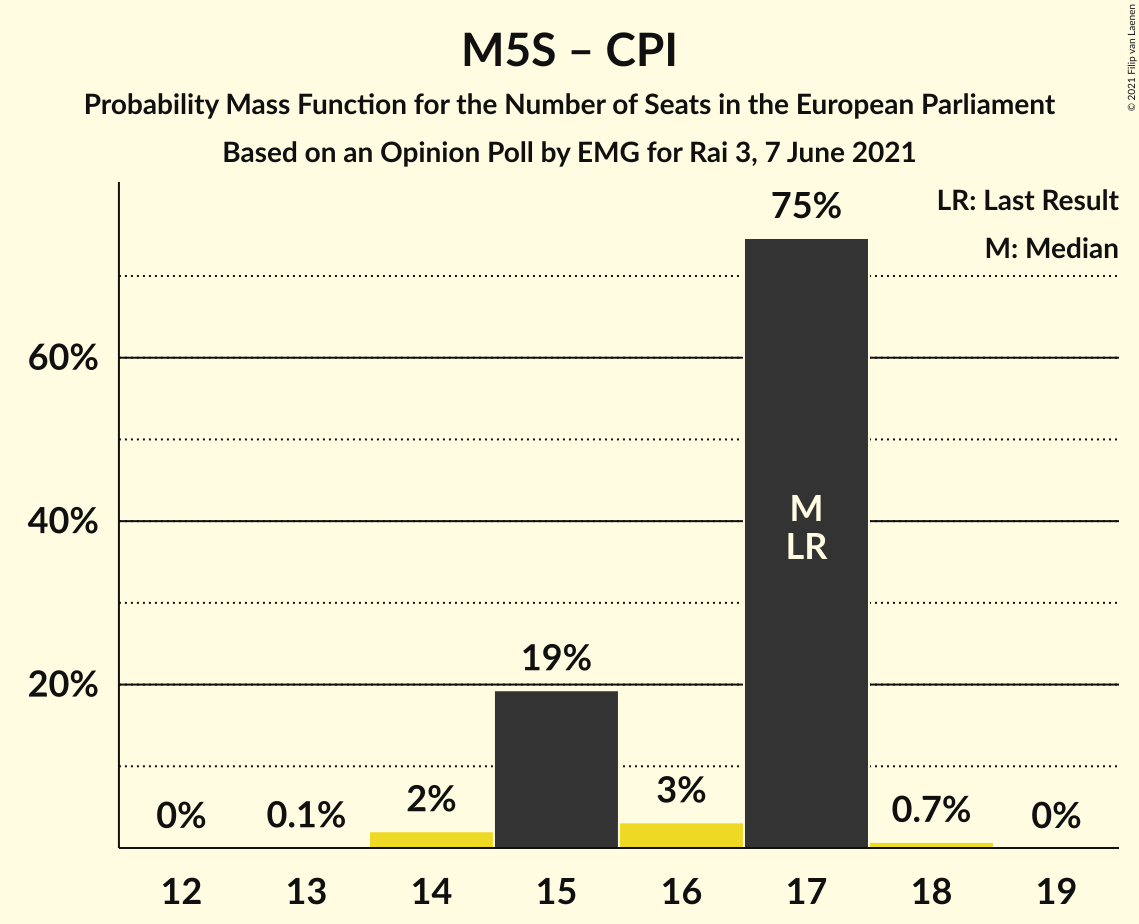 M5S – CPI
Probability Mass Function for the Number of Seats in the European Parliament
Based on an Opinion Poll by EMG for Rai 3, 7 June 2021
© 2021 Filip van Laenen
LR: Last Result
M: Median
60%
40%
20%
0%
0.1%
2%
19%
3%
75%
M
LR
0.7%
0%
12 13 14 15 16 17 18 19